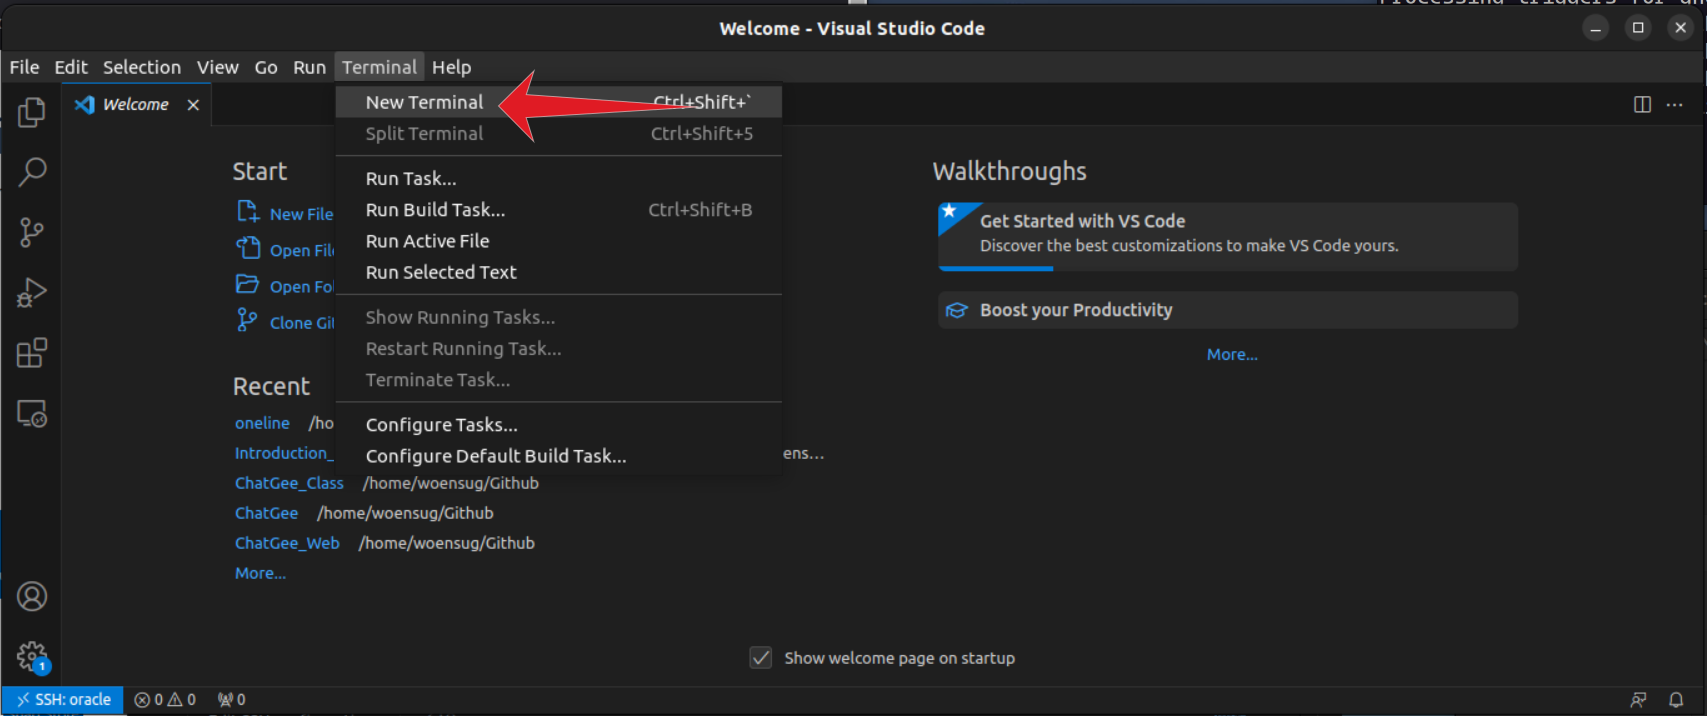 Processing triggers for
Welcome - Visual Studio Code
File Edit Selection View Go Run Terminal Help
Welcome
New Terminal Ctrl+Shift+`
Split Terminal Ctrl+Shift+5
Run Task...
Run Build Task... Ctrl+Shift+B
Run Active File
Run Selected Text
Show Running Tasks...
Restart Running Task...
Terminate Task...
Configure Tasks...
Configure Default Build Task...
Start
New File
Open Fil
Open Fo
Clone Gi
Recent
oneline /ho
Introduction_ ens...
ChatGee_Class /home/woensug/Github
ChatGee /home/woensug/Github
ChatGee_Web /home/woensug/Github
More...
Walkthroughs
Get Started with VS Code
Discover the best customizations to make VS Code yours.
Boost your Productivity
More...
Show welcome page on startup
1
SSH: oracle 0 0 0